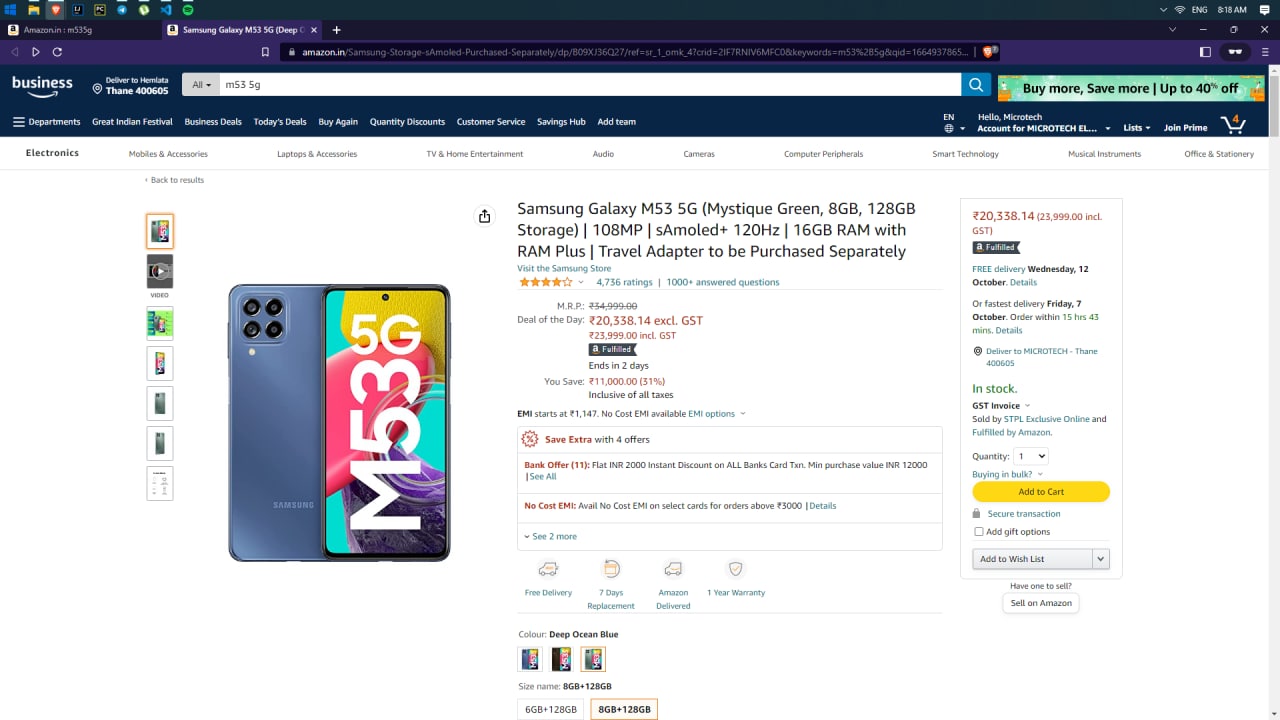 ENG 8:18 AM
Amazon.in : m535g
Samsung Galaxy M53 5G (Deep O
amazon.in/Samsung-Storage-sAmoled-Purchased-Separately/dp/B09XJ36Q27/ref=sr_1_omk_4?crid=2IF7RNIV6MFC0&keywords=m53%205g&qid=1664937865...
business
Deliver to Hemlata
Thane 400605
All
m53 5g
Buy more, Save more | Up to 40% off
Departments Great Indian Festival Business Deals Today's Deals Buy Again Quantity Discounts Customer Service Savings Hub Add team
EN
Hello, Microtech
Account for MICROTECH EL...
Lists
Join Prime
4
Electronics Mobiles & Accessories Laptops & Accessories TV & Home Entertainment Audio Cameras Computer Peripherals Smart Technology Musical Instruments Office & Stationery
‹ Back to results
VIDEO
SAMSUNG
M53 5G
Samsung Galaxy M53 5G (Mystique Green, 8GB, 128GB
Storage) | 108MP | sAmoled+ 120Hz | 16GB RAM with
RAM Plus | Travel Adapter to be Purchased Separately
Visit the Samsung Store
4,736 ratings | 1000+ answered questions
M.R.P.: ₹34,999.00
Deal of the Day: ₹20,338.14 excl. GST
₹23,999.00 incl. GST
a Fulfilled
Ends in 2 days
You Save: ₹11,000.00 (31%)
Inclusive of all taxes
EMI starts at ₹1,147. No Cost EMI available EMI options
Save Extra with 4 offers
Bank Offer (11): Flat INR 2000 Instant Discount on ALL Banks Card Txn. Min purchase value INR 12000
|See All
No Cost EMI: Avail No Cost EMI on select cards for orders above ₹3000 |Details
See 2 more
Free Delivery
7 Days
Replacement
Amazon
Delivered
1 Year Warranty
Colour: Deep Ocean Blue
Size name: 8GB+128GB
6GB+128GB 8GB+128GB
₹20,338.14 (23,999.00 incl.
GST)
a Fulfilled
FREE delivery Wednesday, 12
October. Details
Or fastest delivery Friday, 7
October. Order within 15 hrs 43
mins. Details
Deliver to MICROTECH - Thane
400605
In stock.
GST Invoice
Sold by STPL Exclusive Online and
Fulfilled by Amazon.
Quantity: 1
Buying in bulk?
Add to Cart
Secure transaction
Add gift options
Add to Wish List
Have one to sell?
Sell on Amazon